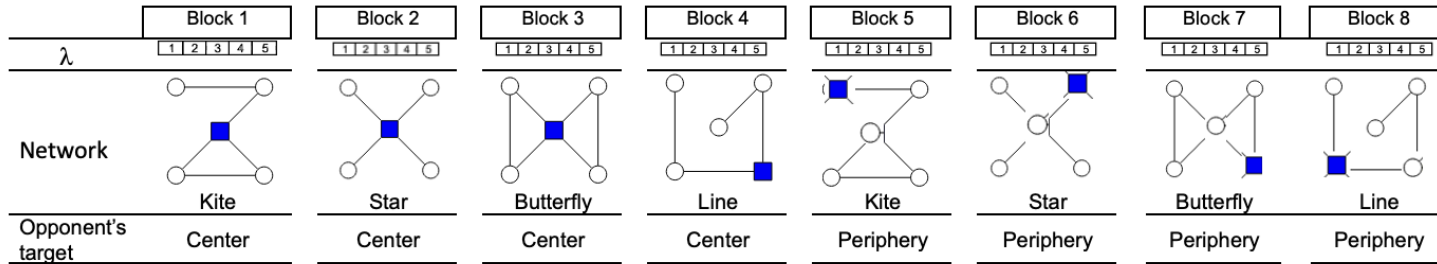 Block 1 Block 2 Block 3 Block 4 Block 5 Block 6 Block 7 Block 8
λ 1 2 3 4 5 1 2 3 4 5 1 2 3 4 5 1 2 3 4 5 1 2 3 4 5 1 2 3 4 5 1 2 3 4 5 1 2 3 4 5
Network
Kite Star Butterfly Line Kite Star Butterfly Line
Opponent's
target
Center Center Center Center Periphery Periphery Periphery Periphery